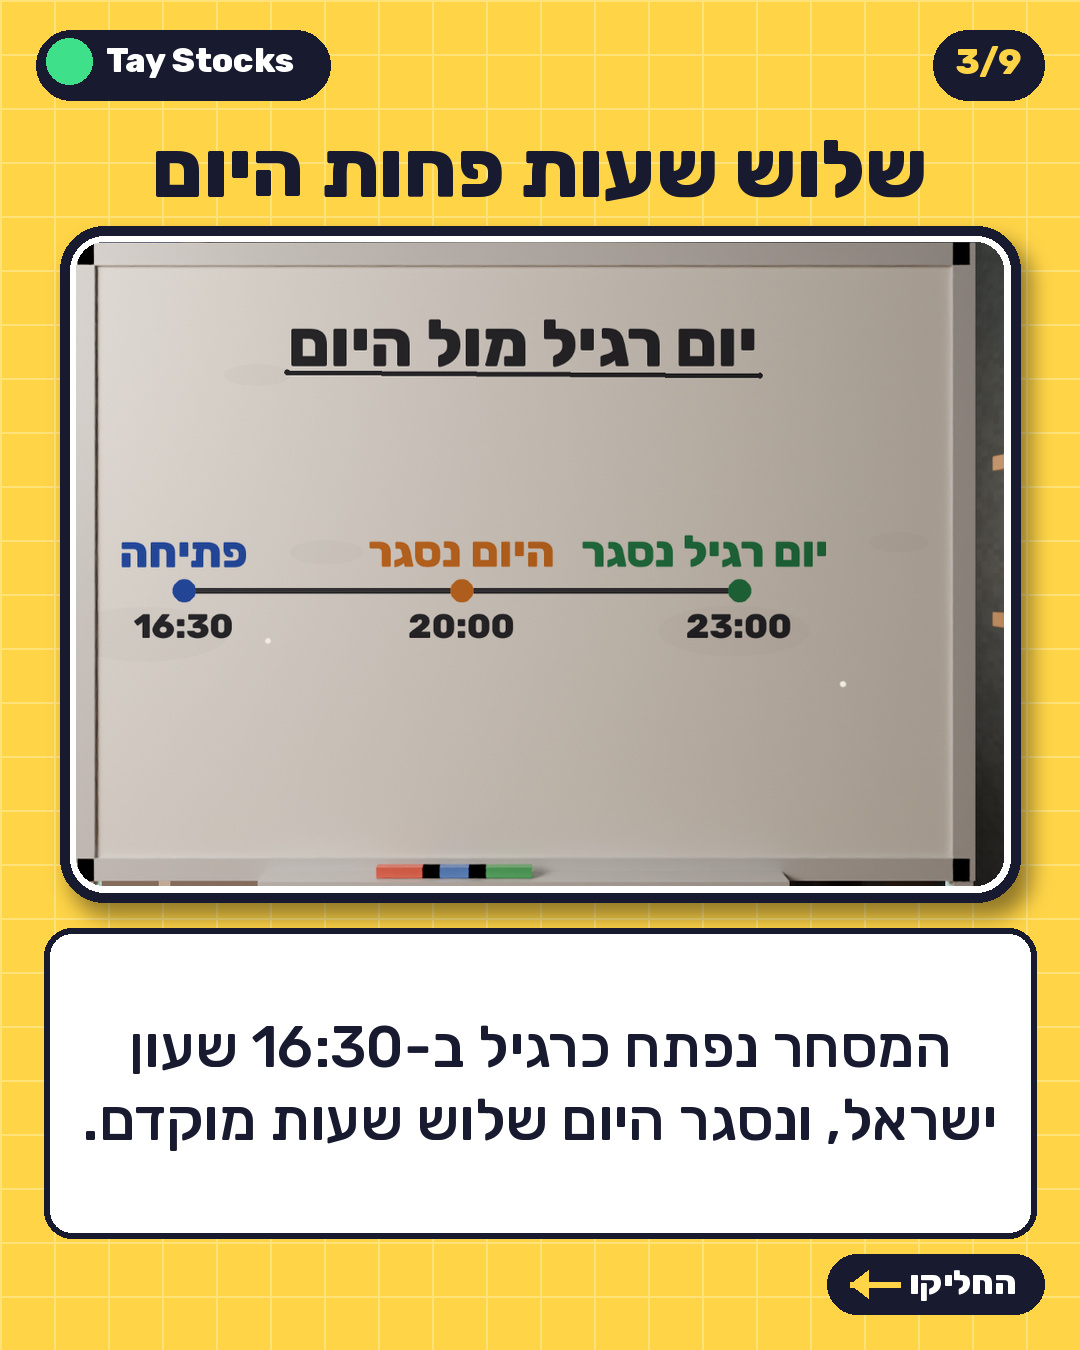 Tay Stocks
3/9
שלוש שעות פחות היום
יום רגיל מול היום
פתיחה
היום נסגר
יום רגיל נסגר
16:30
20:00
23:00
המסחר נפתח כרגיל ב-16:30 שעון
ישראל, ונסגר היום שלוש שעות מוקדם.
החליקו